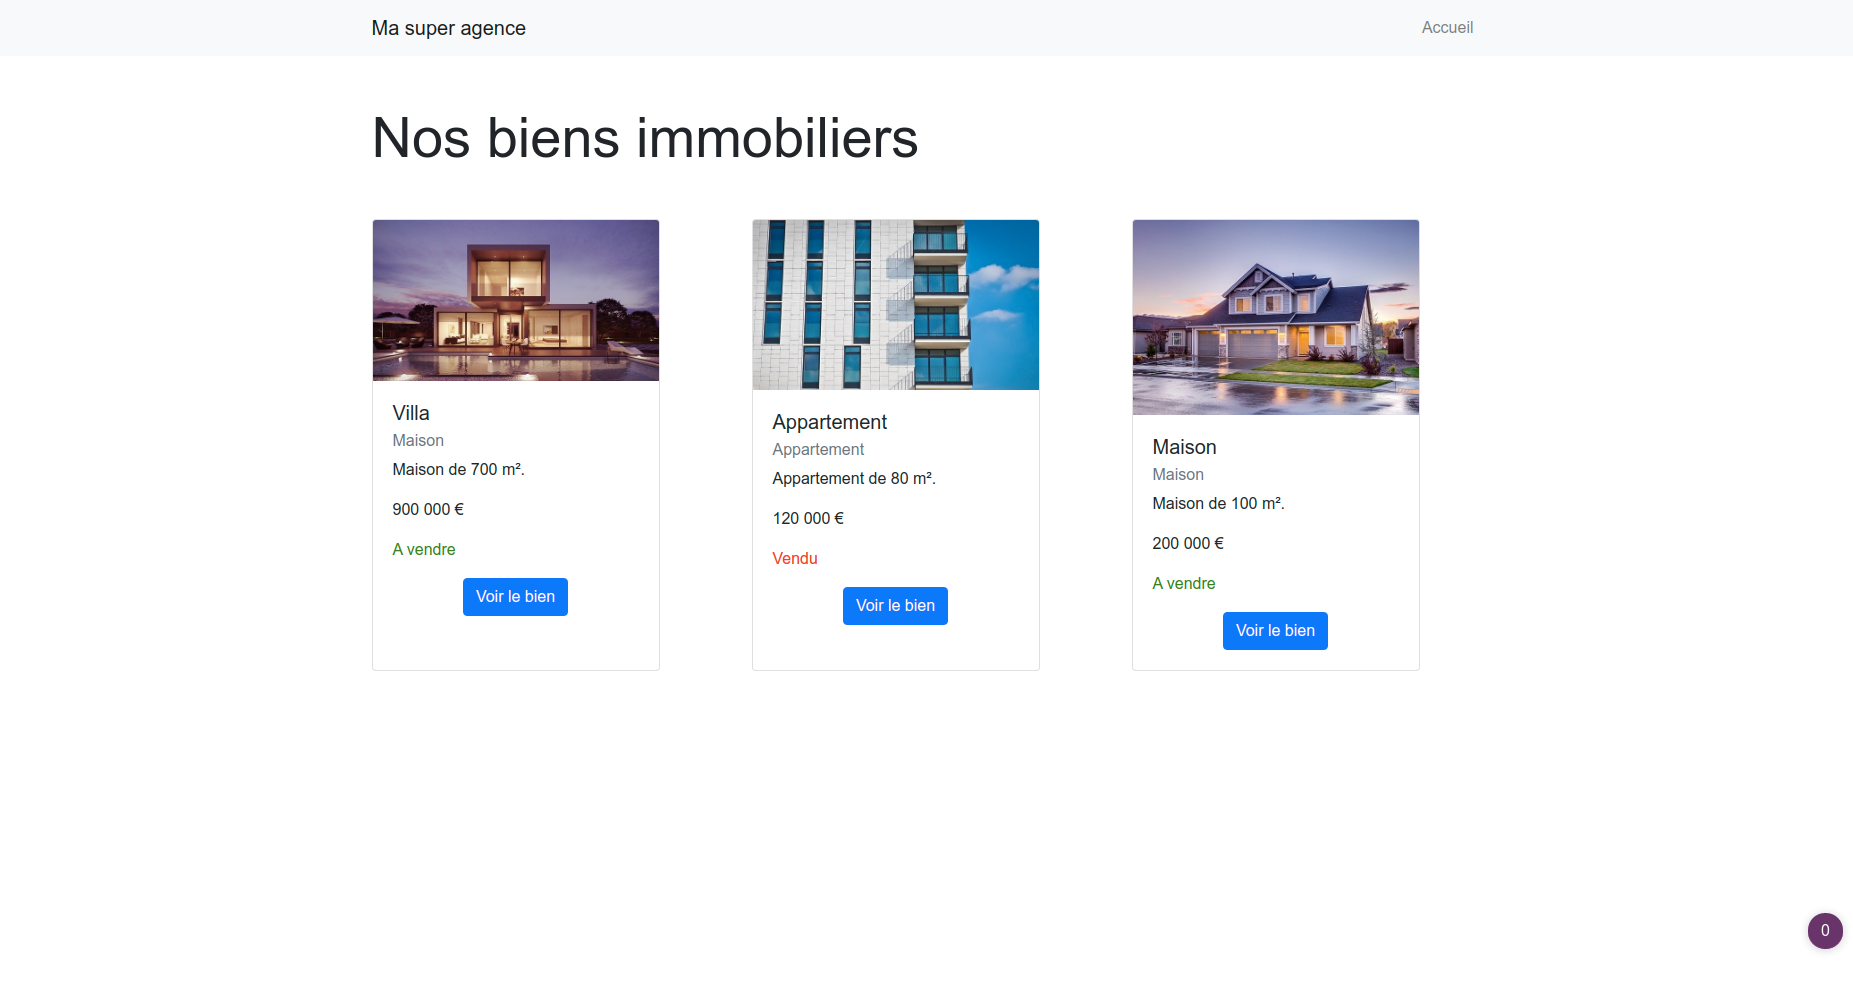 Ma super agence
Accueil
Nos biens immobiliers
Villa
Maison
Maison de 700 m².
900 000 €
A vendre
Voir le bien
Appartement
Appartement
Appartement de 80 m².
120 000 €
Vendu
Voir le bien
Maison
Maison
Maison de 100 m².
200 000 €
A vendre
Voir le bien
0